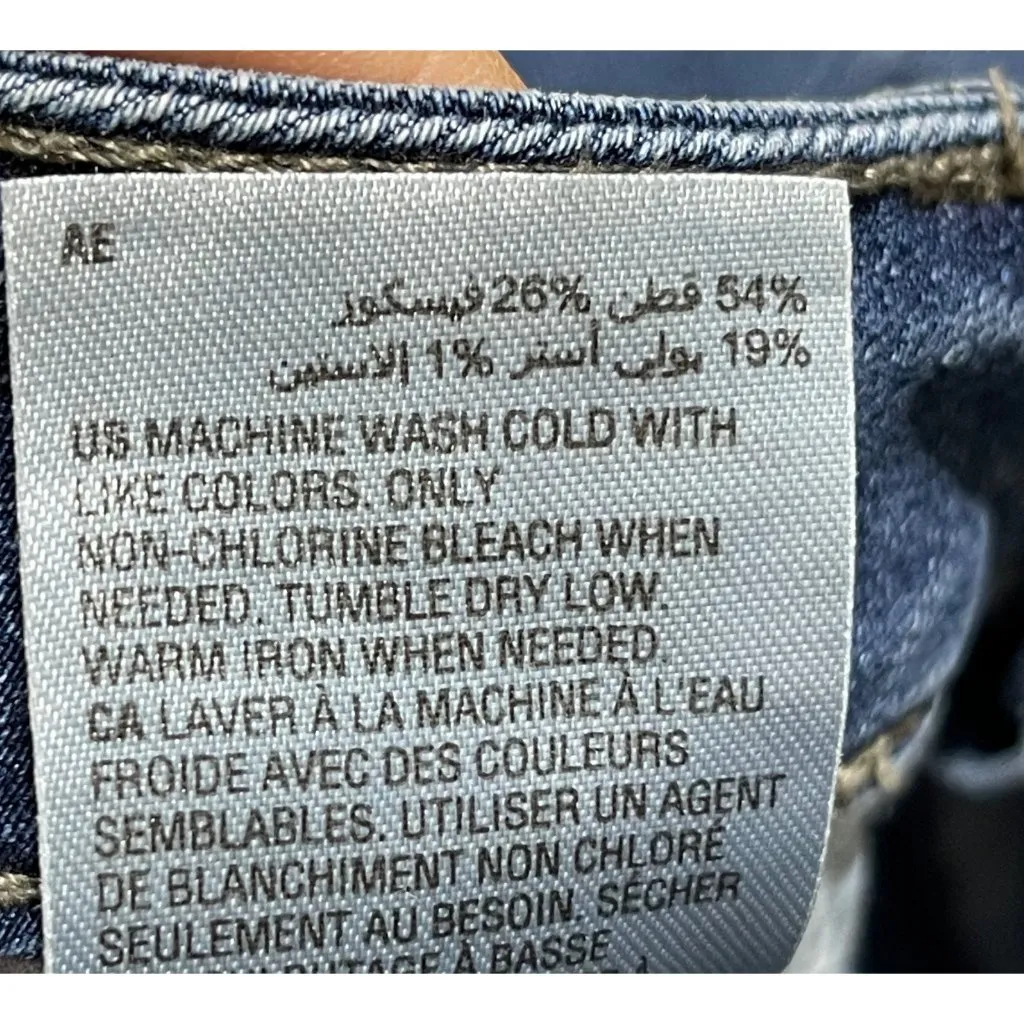 AE
54% قطن 26% فيسكوز
19% بولي أستر 1% الاستين
US MACHINE WASH COLD WITH
LIKE COLORS. ONLY
NON-CHLORINE BLEACH WHEN
NEEDED. TUMBLE DRY LOW.
WARM IRON WHEN NEEDED.
CA LAVER À LA MACHINE À L'EAU
FROIDE AVEC DES COULEURS
SEMBLABLES. UTILISER UN AGENT
DE BLANCHIMENT NON CHLORÉ
SEULEMENT AU BESOIN. SÉCHER
À BASSE